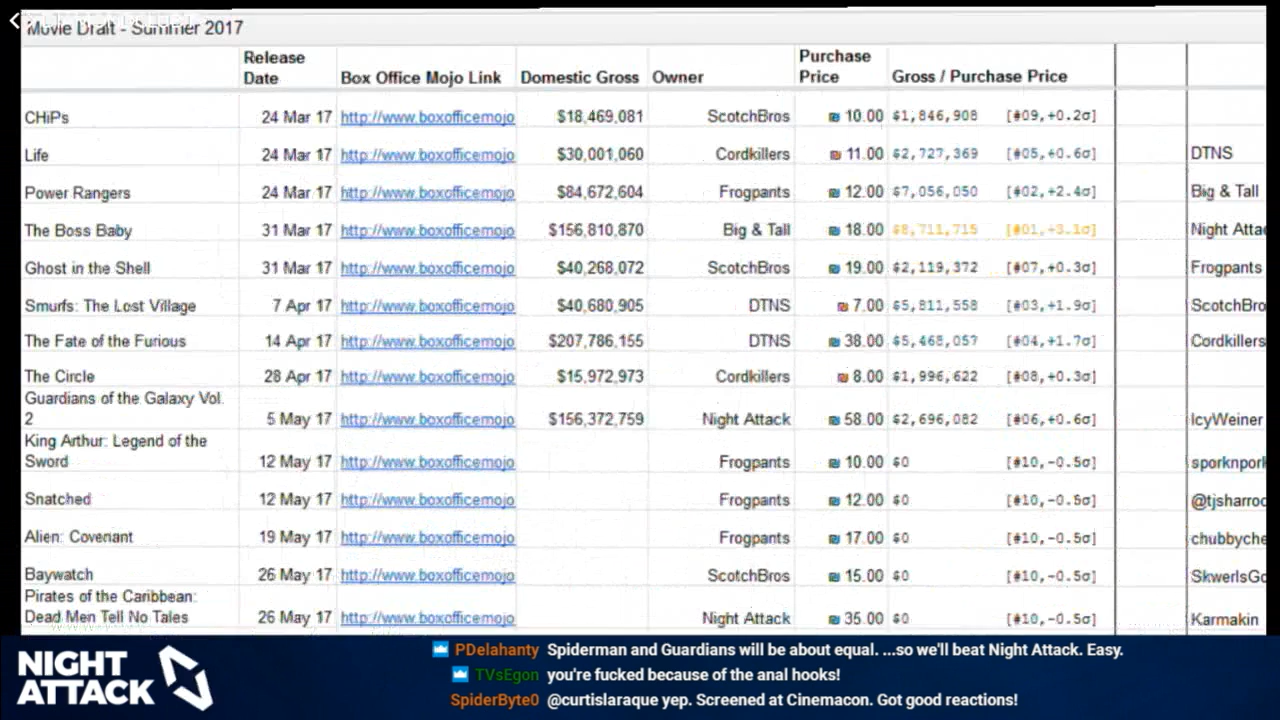 Movie Draft - Summer 2017
Release Date Box Office Mojo Link Domestic Gross Owner Purchase Price Gross / Purchase Price
CHiPs 24 Mar 17 http://www.boxofficemojo $18,469,081 ScotchBros ₪ 10.00 $1,846,908 [#09,+0.2σ]
Life 24 Mar 17 http://www.boxofficemojo $30,001,060 Cordkillers ₪ 11.00 $2,727,369 [#05,+0.6σ] DTNS
Power Rangers 24 Mar 17 http://www.boxofficemojo $84,672,604 Frogpants ₪ 12.00 $7,056,050 [#02,+2.4σ] Big & Tall
The Boss Baby 31 Mar 17 http://www.boxofficemojo $156,810,870 Big & Tall ₪ 18.00 $8,711,715 [#01,+3.1σ] Night Attac
Ghost in the Shell 31 Mar 17 http://www.boxofficemojo $40,268,072 ScotchBros ₪ 19.00 $2,119,372 [#07,+0.3σ] Frogpants
Smurfs: The Lost Village 7 Apr 17 http://www.boxofficemojo $40,680,905 DTNS ₪ 7.00 $5,811,558 [#03,+1.9σ] ScotchBro
The Fate of the Furious 14 Apr 17 http://www.boxofficemojo $207,786,155 DTNS ₪ 38.00 $5,468,057 [#04,+1.7σ] Cordkillers
The Circle 28 Apr 17 http://www.boxofficemojo $15,972,973 Cordkillers ₪ 8.00 $1,996,622 [#08,+0.3σ]
Guardians of the Galaxy Vol.
2 5 May 17 http://www.boxofficemojo $156,372,759 Night Attack ₪ 58.00 $2,696,082 [#06,+0.6σ] IcyWeiner
King Arthur: Legend of the
Sword 12 May 17 http://www.boxofficemojo Frogpants ₪ 10.00 $0 [#10,-0.5σ] sporknpork
Snatched 12 May 17 http://www.boxofficemojo Frogpants ₪ 12.00 $0 [#10,-0.5σ] @tjsharroc
Alien: Covenant 19 May 17 http://www.boxofficemojo Frogpants ₪ 17.00 $0 [#10,-0.5σ] chubbyche
Baywatch 26 May 17 http://www.boxofficemojo ScotchBros ₪ 15.00 $0 [#10,-0.5σ] SkwerlsGo
Pirates of the Caribbean:
Dead Men Tell No Tales 26 May 17 http://www.boxofficemojo Night Attack ₪ 35.00 $0 [#10,-0.5σ] Karmakin
NIGHT ATTACK
PDelahanty Spiderman and Guardians will be about equal. ...so we'll beat Night Attack. Easy.
TVsEgon you're fucked because of the anal hooks!
SpiderByte0 @curtislaraque yep. Screened at Cinemacon. Got good reactions!